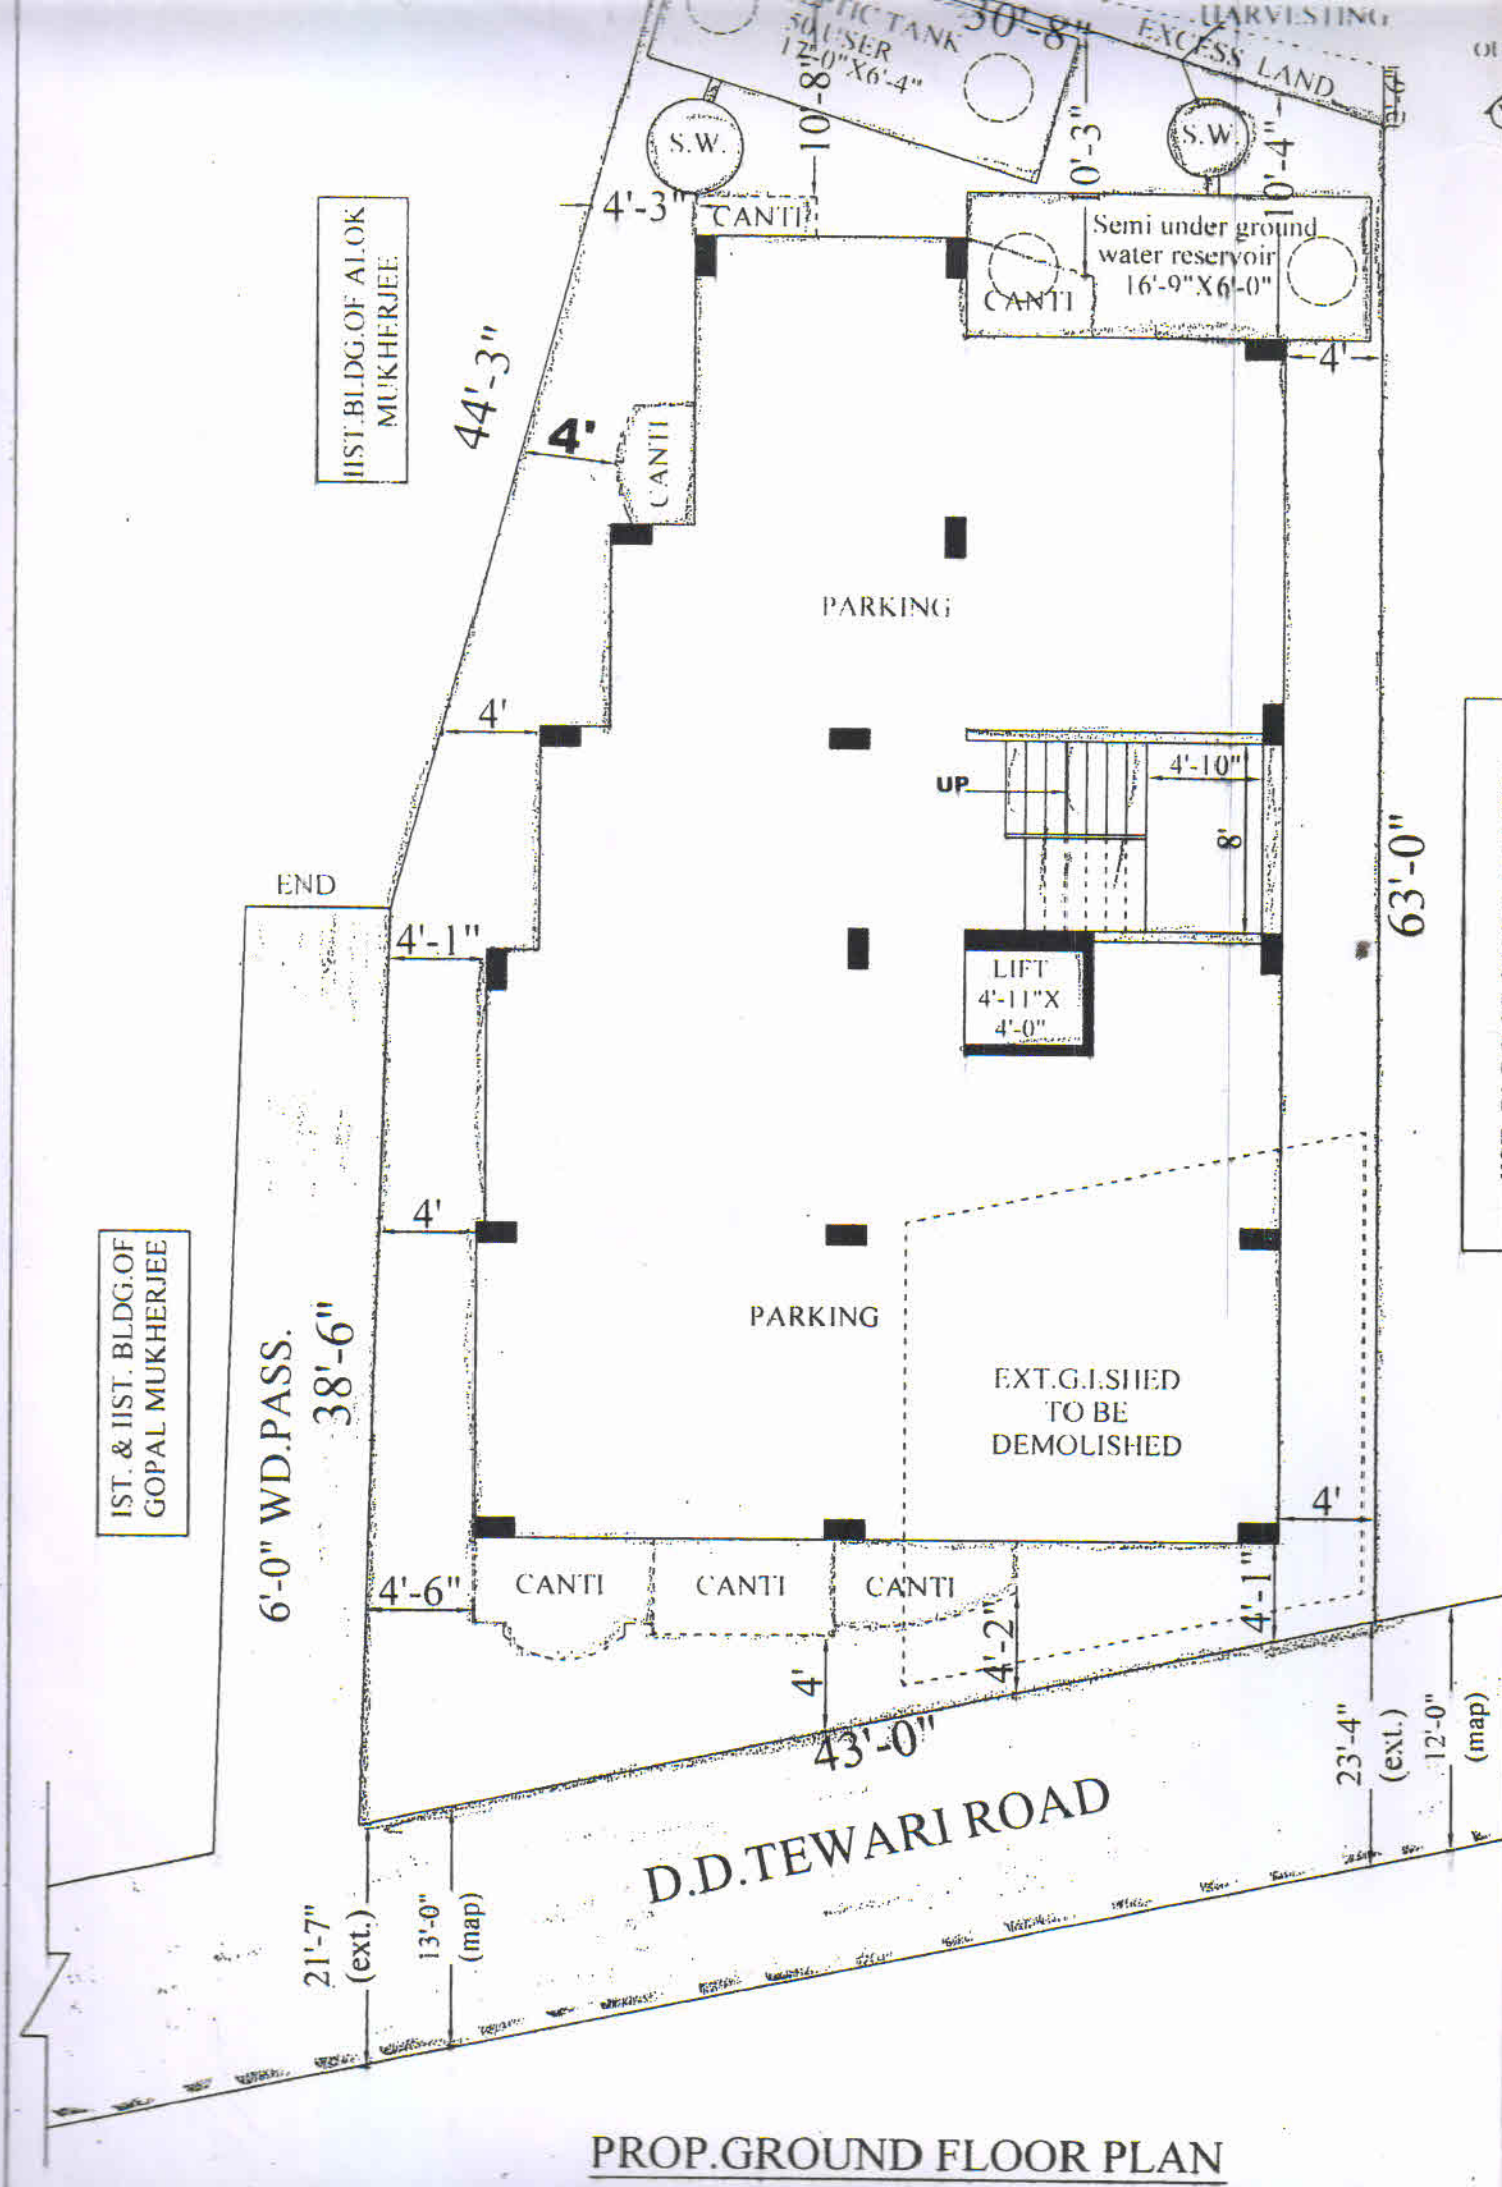 HARVESTING
EXCESS LAND
30'-8"
TIC TANK
50 USER
12'-0"X6'-4"
10'-8"
10'-3"
10'-4"
S.W.
S.W.
4'-3"
CANTI
Semi under ground
water reservoir
16'-9"X6'-0"
CANTI
4'
IIST.BLDG.OF ALOK
MUKHERJEE
44'-3"
4'
CANTI
PARKING
4'
UP
4'-10"
8'
63'-0"
END
4'-1"
LIFT
4'-11"X
4'-0"
IST. & IIST. BLDG.OF
GOPAL MUKHERJEE
6'-0" WD.PASS.
38'-6"
4'
PARKING
EXT.G.I.SHED
TO BE
DEMOLISHED
4'
4'-6"
CANTI
CANTI
CANTI
4'-1"
4'-2"
4'
43'-0"
D.D.TEWARI ROAD
23'-4"
(ext.)
12'-0"
(map)
21'-7"
(ext.)
13'-0"
(map)
PROP.GROUND FLOOR PLAN